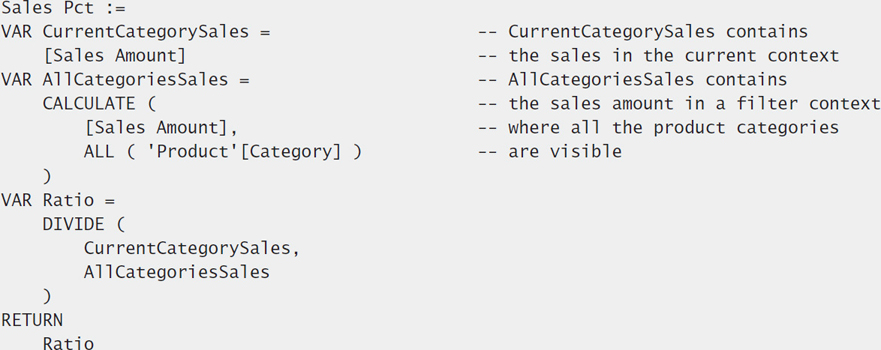 Sales Pct :=
VAR CurrentCategorySales =                         -- CurrentCategorySales contains
    [Sales Amount]                                 -- the sales in the current context
VAR AllCategoriesSales =                           -- AllCategoriesSales contains
    CALCULATE (                                    -- the sales amount in a filter context
        [Sales Amount],                            -- where all the product categories
        ALL ( 'Product'[Category] )                -- are visible
    )
VAR Ratio =
    DIVIDE (
        CurrentCategorySales,
        AllCategoriesSales
    )
RETURN
    Ratio